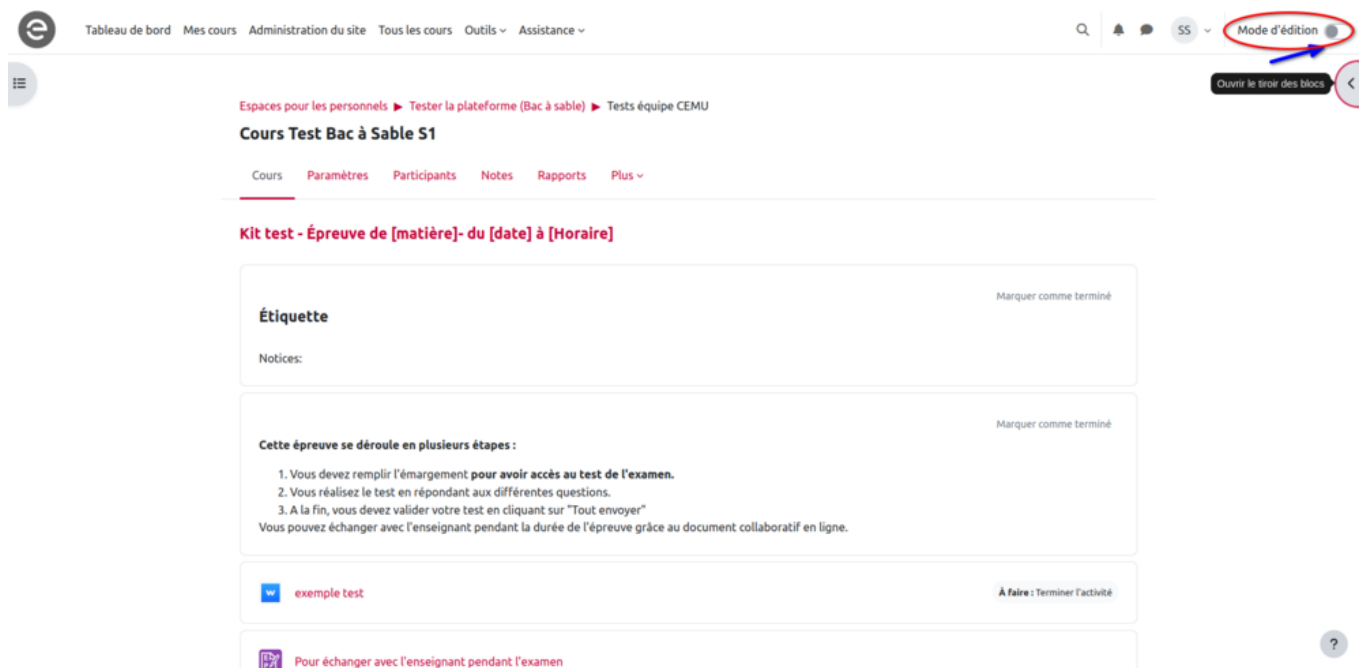 Tableau de bord Mes cours Administration du site Tous les cours Outils Assistance SS Mode d'édition
Ouvrir le tiroir des blocs
Espaces pour les personnels ► Tester la plateforme (Bac à sable) ► Tests équipe CEMU
Cours Test Bac à Sable S1
Cours Paramètres Participants Notes Rapports Plus
Kit test - Épreuve de [matière]- du [date] à [Horaire]
Marquer comme terminé
Étiquette
Notices:
Marquer comme terminé
Cette épreuve se déroule en plusieurs étapes :
1. Vous devez remplir l'émargement pour avoir accès au test de l'examen.
2. Vous réalisez le test en répondant aux différentes questions.
3. A la fin, vous devez valider votre test en cliquant sur "Tout envoyer"
Vous pouvez échanger avec l'enseignant pendant la durée de l'épreuve grâce au document collaboratif en ligne.
w exemple test À faire : Terminer l'activité
?
Pour échanger avec l'enseignant pendant l'examen